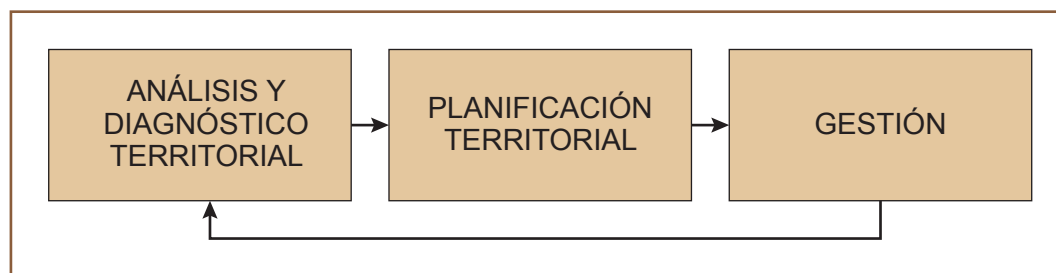 ANÁLISIS Y
DIAGNÓSTICO
TERRITORIAL
PLANIFICACIÓN
TERRITORIAL
GESTIÓN